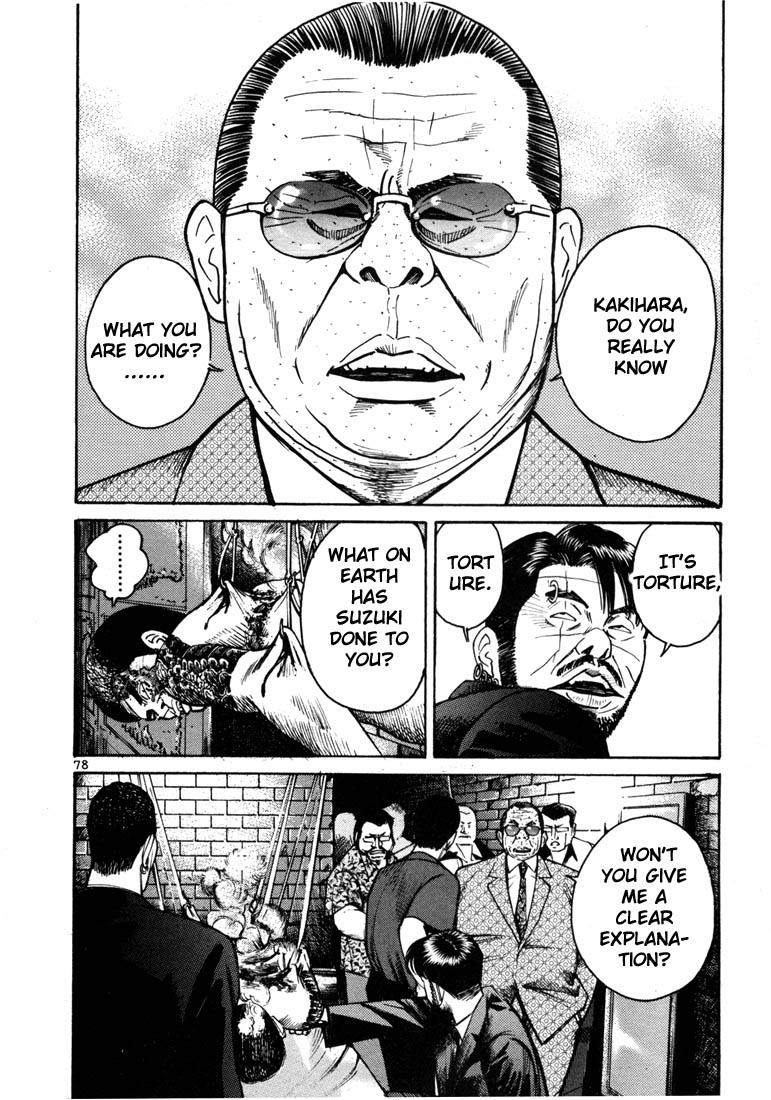 KAKIHARA,
DO YOU
REALLY
KNOW
WHAT YOU
ARE DOING?
......
IT'S
TORTURE,
TORT
URE.
WHAT ON
EARTH
HAS
SUZUKI
DONE TO
YOU?
.........
78
WON'T
YOU GIVE
ME A
CLEAR
EXPLANA-
TION?